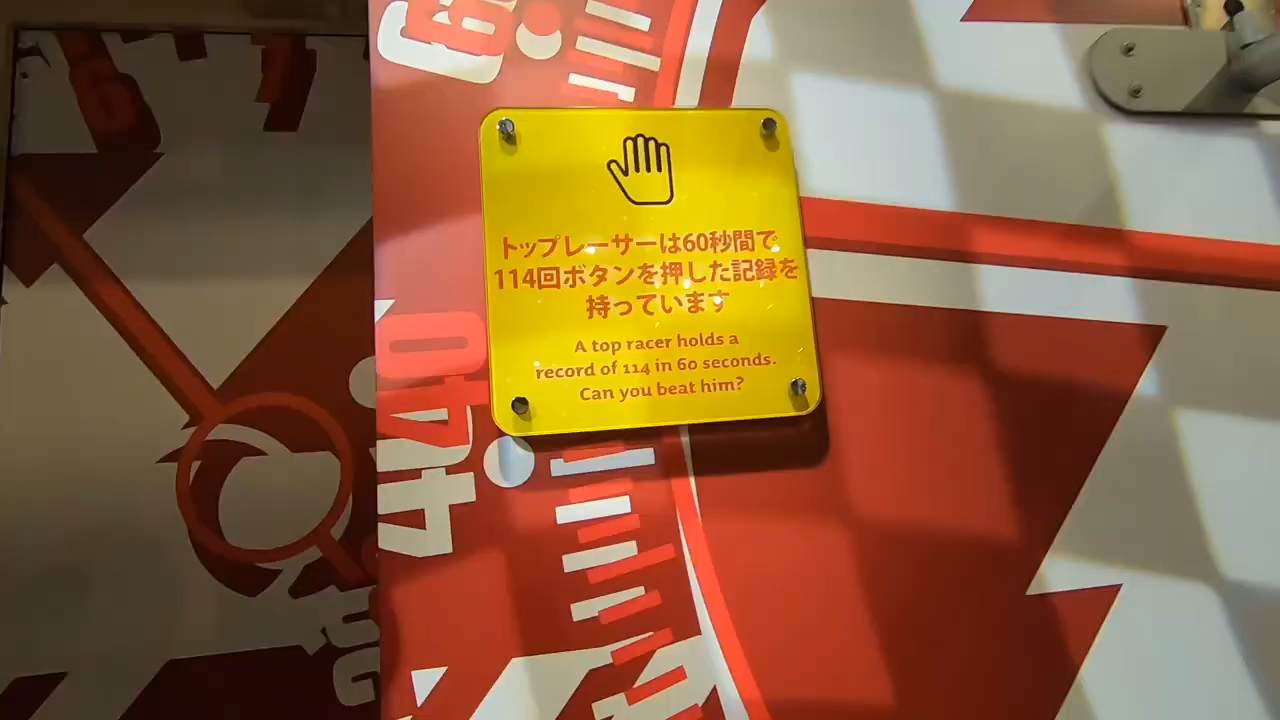 トップレーサーは60秒間で
114回ボタンを押した記録を
持っています
A top racer holds a
record of 114 in 60 seconds.
Can you beat him?
40